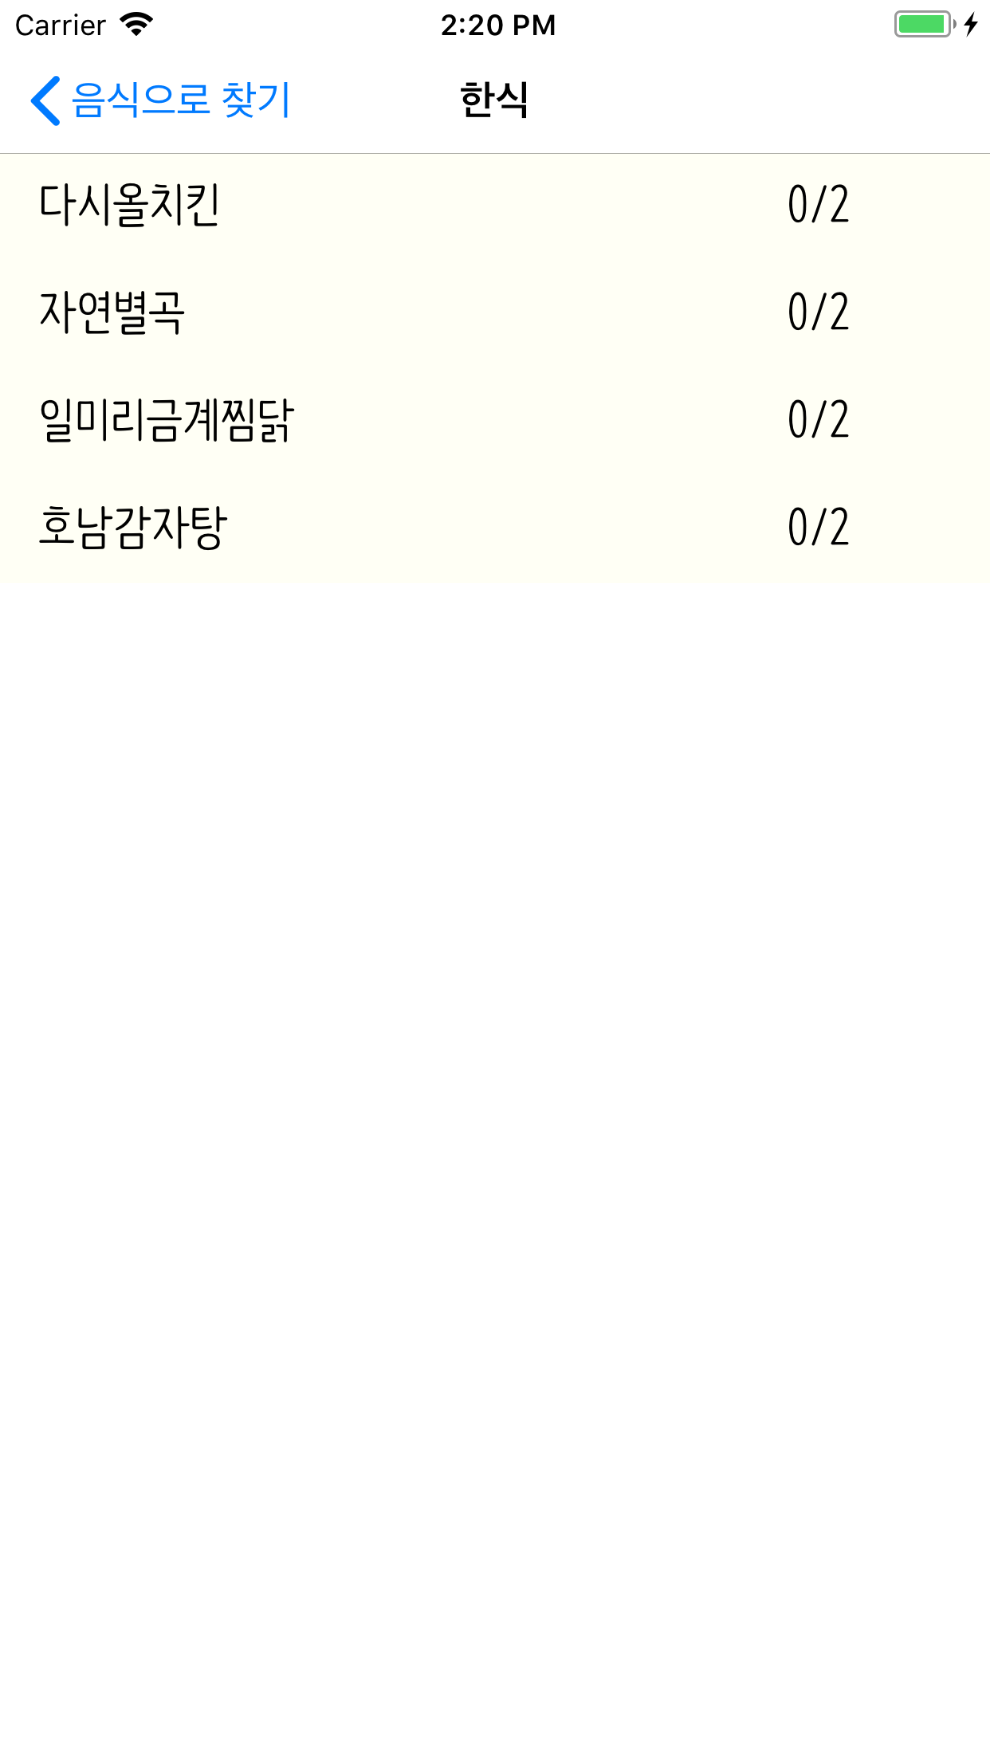 Carrier 2:20 PM
음식으로 찾기 한식
다시올치킨 0/2
자연별곡 0/2
일미리금계찜닭 0/2
호남감자탕 0/2